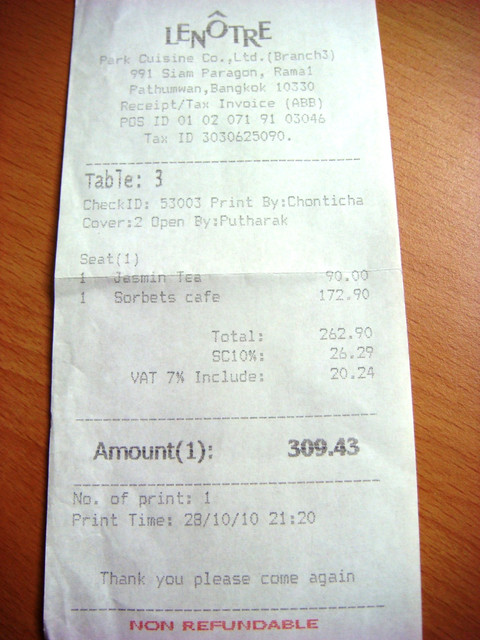 LENÔTRE
Park Cuisine Co.,Ltd.(Branch3)
991 Siam Paragon, Rama1
Pathumwan,Bangkok 10330
Receipt/Tax Invoice (ABB)
POS ID 01 02 071 91 03046
Tax ID 3030625090.
Table: 3
CheckID: 53003 Print By:Chonticha
Cover:2 Open By:Putharak
Seat(1)
1 Jasmin Tea 90.00
1 Sorbets cafe 172.90
Total: 262.90
SC10%: 26.29
VAT 7% Include: 20.24
Amount(1): 309.43
No. of print: 1
Print Time: 28/10/10 21:20
Thank you please come again
NON REFUNDABLE